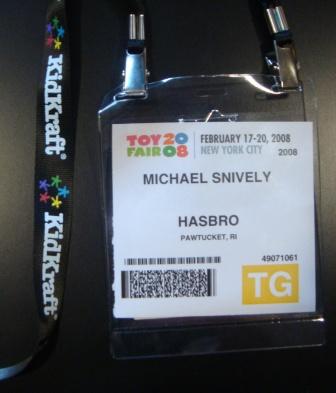 KidKraft
KidKraft
TOY 20 FEBRUARY 17-20, 2008
FAIR 08 NEW YORK CITY 2008
MICHAEL SNIVELY
HASBRO
PAWTUCKET, RI
49071061
TG